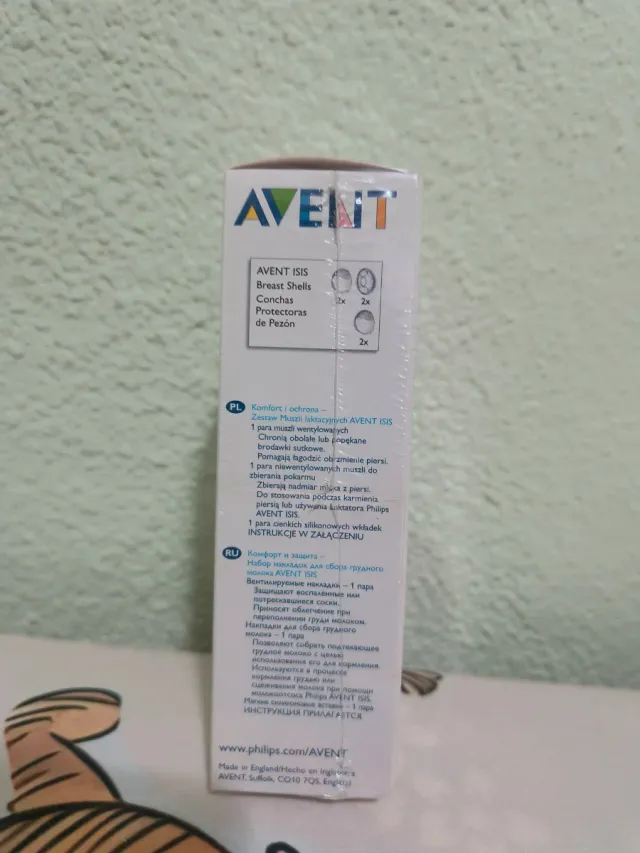 AVENT
AVENT ISIS
Breast Shells
Conchas
Protectoras
de Pezón
2x 2x
2x
PL Komfort i ochrona –
Zestaw Muszli laktacyjnych AVENT ISIS
1 para muszli wentylowanych
Chronią obolałe lub popękane
brodawki sutkowe.
Pomagają łagodzić obrzmienie piersi.
1 para niewentylowanych muszli do
zbierania pokarmu
Zbierają nadmiar mleka z piersi.
Do stosowania podczas karmienia
piersią lub używania Laktatora Philips
AVENT ISIS.
1 para cienkich silikonowych wkładek
INSTRUKCJE W ZAŁĄCZENIU
RU Комфорт и защита –
Набор накладок для сбора грудного
молока AVENT ISIS
Вентилируемые накладки – 1 пара
Защищают воспалённые или
потрескавшиеся соски.
Приносят облегчение при
переполнении груди молоком.
Накладки для сбора грудного
молока – 1 пара
Позволяют собрать подтекающее
грудное молоко с целью
использования его для кормления.
Используются в процессе
кормления грудью или
сцеживания молока при помощи
молокоотсоса Philips AVENT ISIS.
Мягкие силиконовые вставки – 1 пара
ИНСТРУКЦИЯ ПРИЛАГАЕТСЯ
www.philips.com/AVENT
Made in England/Hecho en Inglaterra
AVENT, Suffolk, CO10 7QS, England